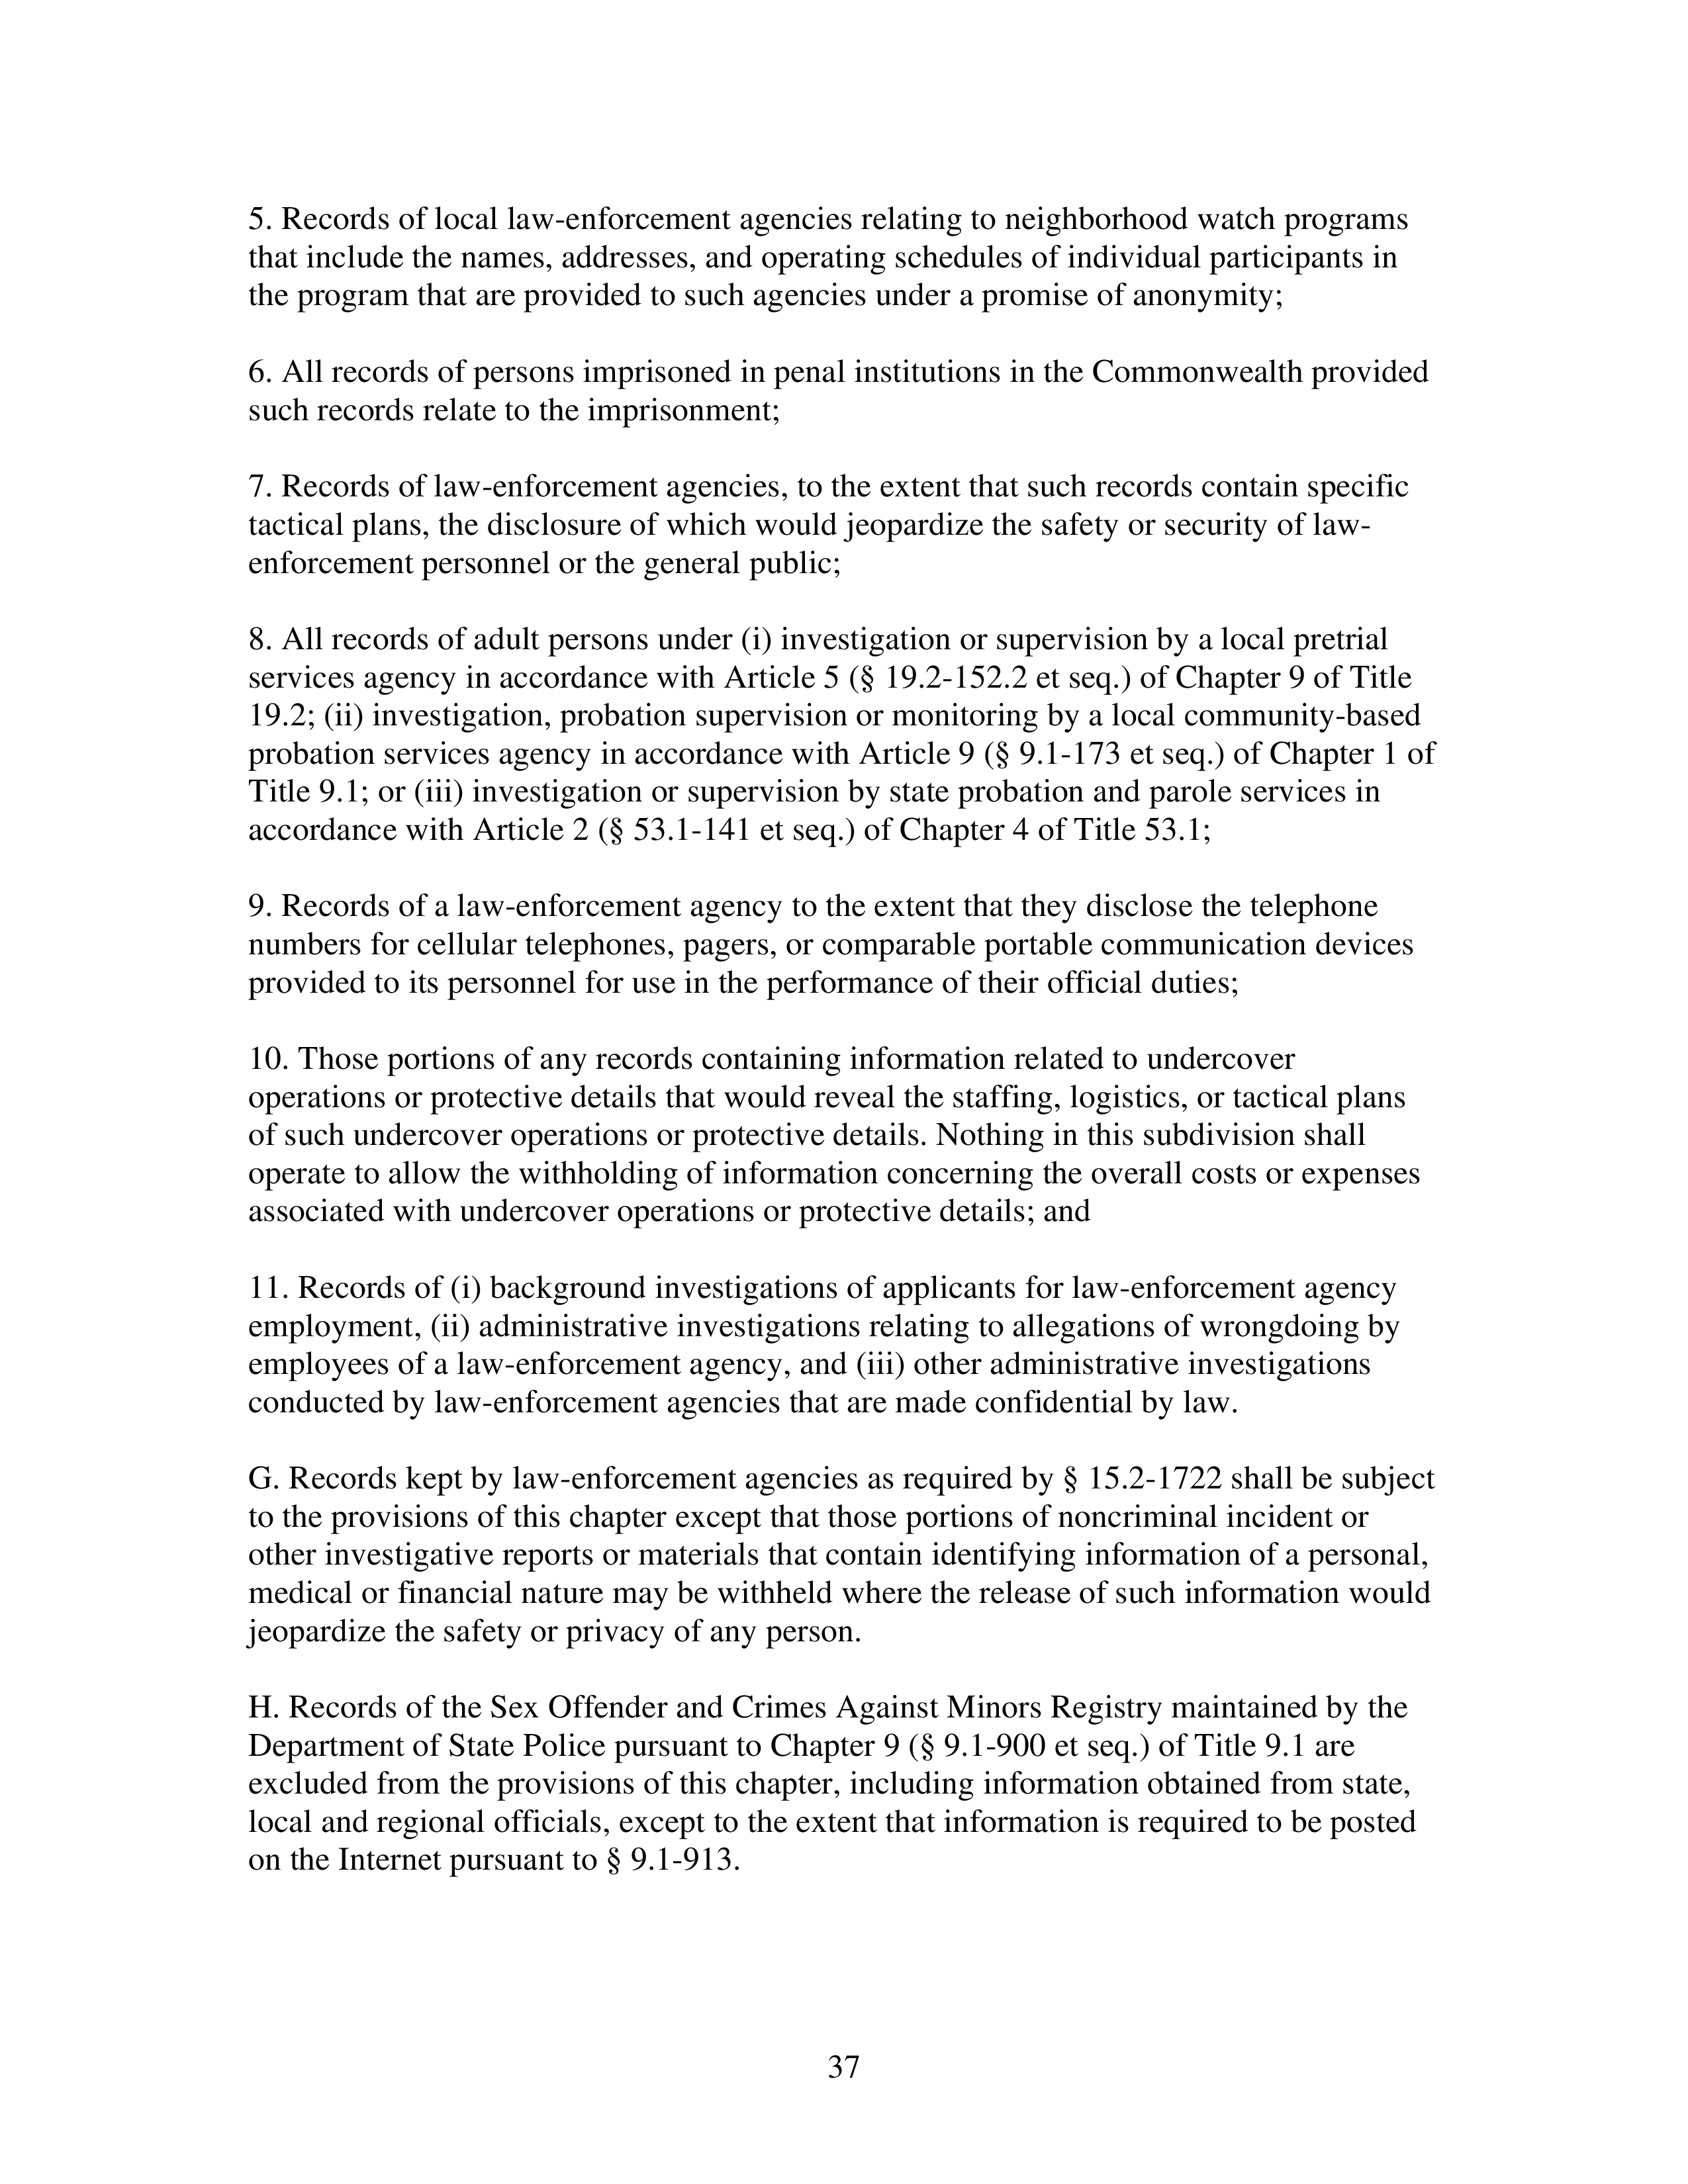 5. Records of local law-enforcement agencies relating to neighborhood watch programs
that include the names, addresses, and operating schedules of individual participants in
the program that are provided to such agencies under a promise of anonymity;
6. All records of persons imprisoned in penal institutions in the Commonwealth provided
such records relate to the imprisonment;
7. Records of law-enforcement agencies, to the extent that such records contain specific
tactical plans, the disclosure of which would jeopardize the safety or security of law-
enforcement personnel or the general public;
8. All records of adult persons under (i) investigation or supervision by a local pretrial
services agency in accordance with Article 5 (§ 19.2-152.2 et seq.) of Chapter 9 of Title
19.2; (ii) investigation, probation supervision or monitoring by a local community-based
probation services agency in accordance with Article 9 (§ 9.1-173 et seq.) of Chapter 1 of
Title 9.1; or (iii) investigation or supervision by state probation and parole services in
accordance with Article 2 (§ 53.1-141 et seq.) of Chapter 4 of Title 53.1;
9. Records of a law-enforcement agency to the extent that they disclose the telephone
numbers for cellular telephones, pagers, or comparable portable communication devices
provided to its personnel for use in the performance of their official duties;
10. Those portions of any records containing information related to undercover
operations or protective details that would reveal the staffing, logistics, or tactical plans
of such undercover operations or protective details. Nothing in this subdivision shall
operate to allow the withholding of information concerning the overall costs or expenses
associated with undercover operations or protective details; and
11. Records of (i) background investigations of applicants for law-enforcement agency
employment, (ii) administrative investigations relating to allegations of wrongdoing by
employees of a law-enforcement agency, and (iii) other administrative investigations
conducted by law-enforcement agencies that are made confidential by law.
G. Records kept by law-enforcement agencies as required by § 15.2-1722 shall be subject
to the provisions of this chapter except that those portions of noncriminal incident or
other investigative reports or materials that contain identifying information of a personal,
medical or financial nature may be withheld where the release of such information would
jeopardize the safety or privacy of any person.
H. Records of the Sex Offender and Crimes Against Minors Registry maintained by the
Department of State Police pursuant to Chapter 9 (§ 9.1-900 et seq.) of Title 9.1 are
excluded from the provisions of this chapter, including information obtained from state,
local and regional officials, except to the extent that information is required to be posted
on the Internet pursuant to § 9.1-913.
37